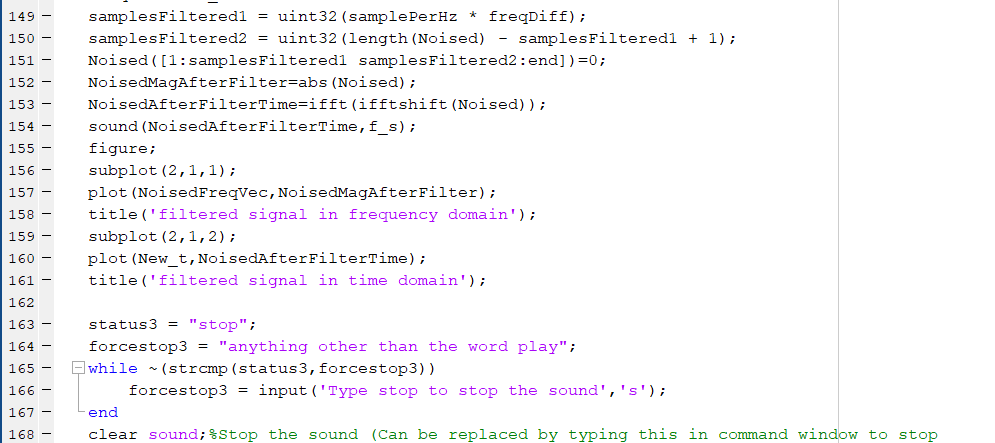 149 – samplesFiltered1 = uint32(samplePerHz * freqDiff);
150 – samplesFiltered2 = uint32(length(Noised) - samplesFiltered1 + 1);
151 – Noised([1:samplesFiltered1 samplesFiltered2:end])=0;
152 – NoisedMagAfterFilter=abs(Noised);
153 – NoisedAfterFilterTime=ifft(ifftshift(Noised));
154 – sound(NoisedAfterFilterTime,f_s);
155 – figure;
156 – subplot(2,1,1);
157 – plot(NoisedFreqVec,NoisedMagAfterFilter);
158 – title('filtered signal in frequency domain');
159 – subplot(2,1,2);
160 – plot(New_t,NoisedAfterFilterTime);
161 – title('filtered signal in time domain');
162
163 – status3 = "stop";
164 – forcestop3 = "anything other than the word play";
165 – while ~(strcmp(status3,forcestop3))
166 – forcestop3 = input('Type stop to stop the sound','s');
167 – end
168 – clear sound;%Stop the sound (Can be replaced by typing this in command window to stop